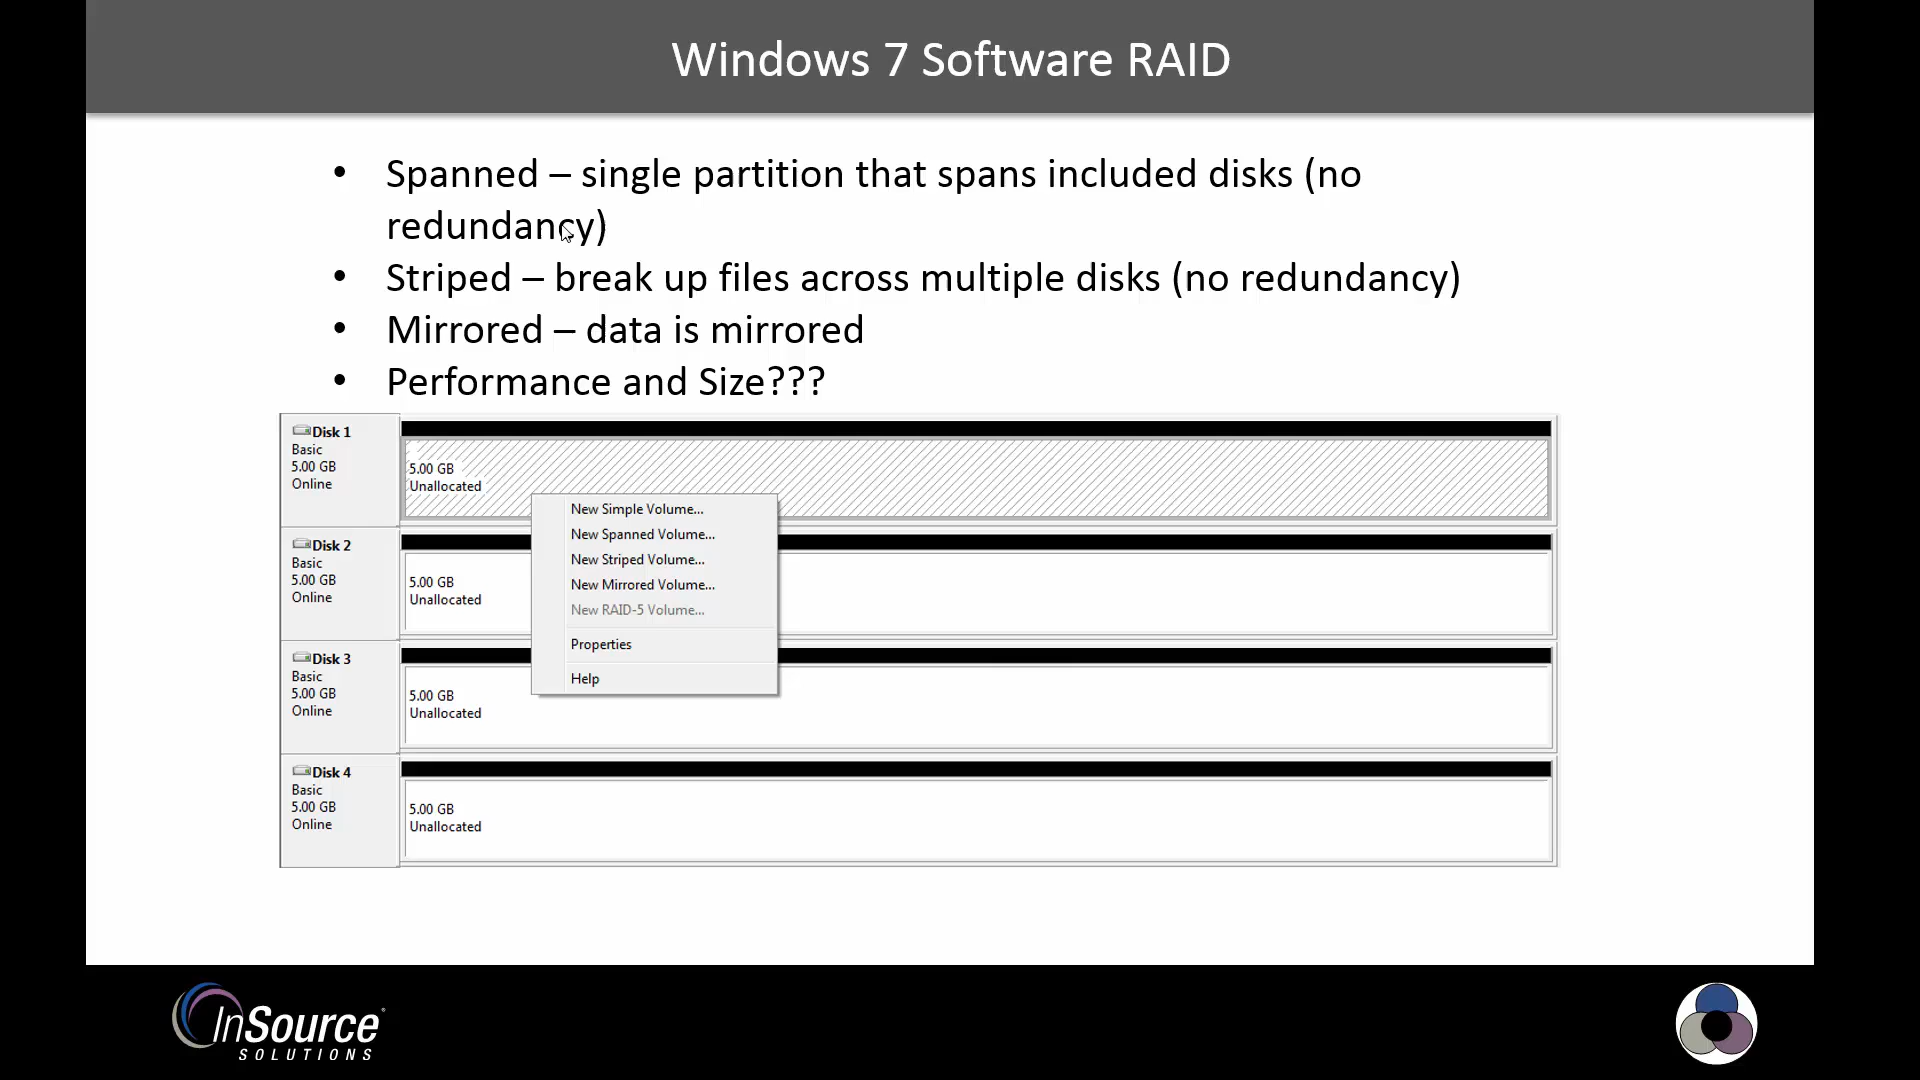 Windows 7 Software RAID
• Spanned – single partition that spans included disks (no
redundancy)
• Striped – break up files across multiple disks (no redundancy)
• Mirrored – data is mirrored
• Performance and Size???
Disk 1
Basic
5.00 GB
Online
5.00 GB
Unallocated
New Simple Volume...
New Spanned Volume...
New Striped Volume...
New Mirrored Volume...
New RAID-5 Volume...
Properties
Help
Disk 2
Basic
5.00 GB
Online
5.00 GB
Unallocated
Disk 3
Basic
5.00 GB
Online
5.00 GB
Unallocated
Disk 4
Basic
5.00 GB
Online
5.00 GB
Unallocated
InSource
SOLUTIONS